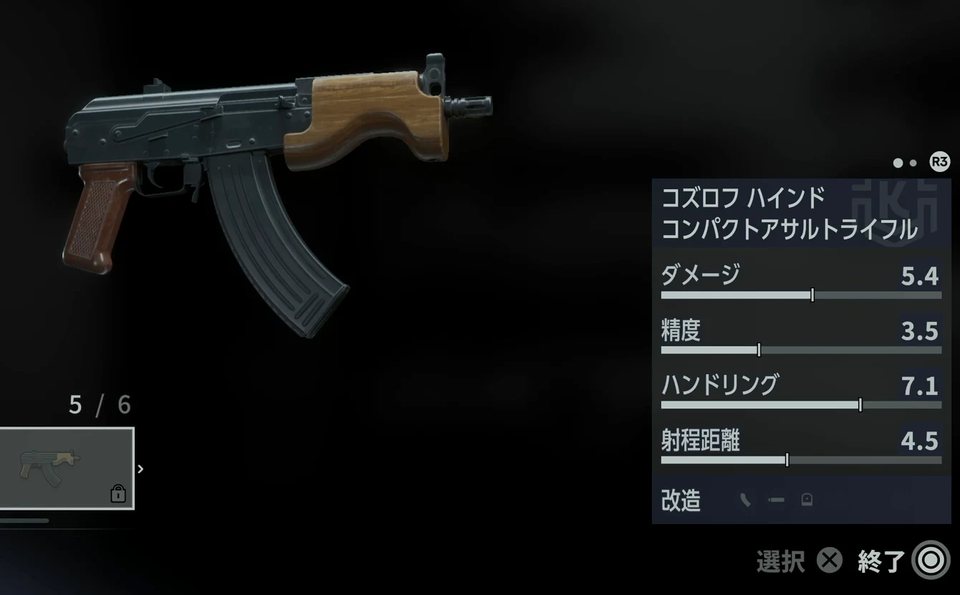 R3
コズロフ ハインド
コンパクトアサルトライフル
ダメージ 5.4
精度 3.5
ハンドリング 7.1
射程距離 4.5
改造
5 / 6
選択 終了